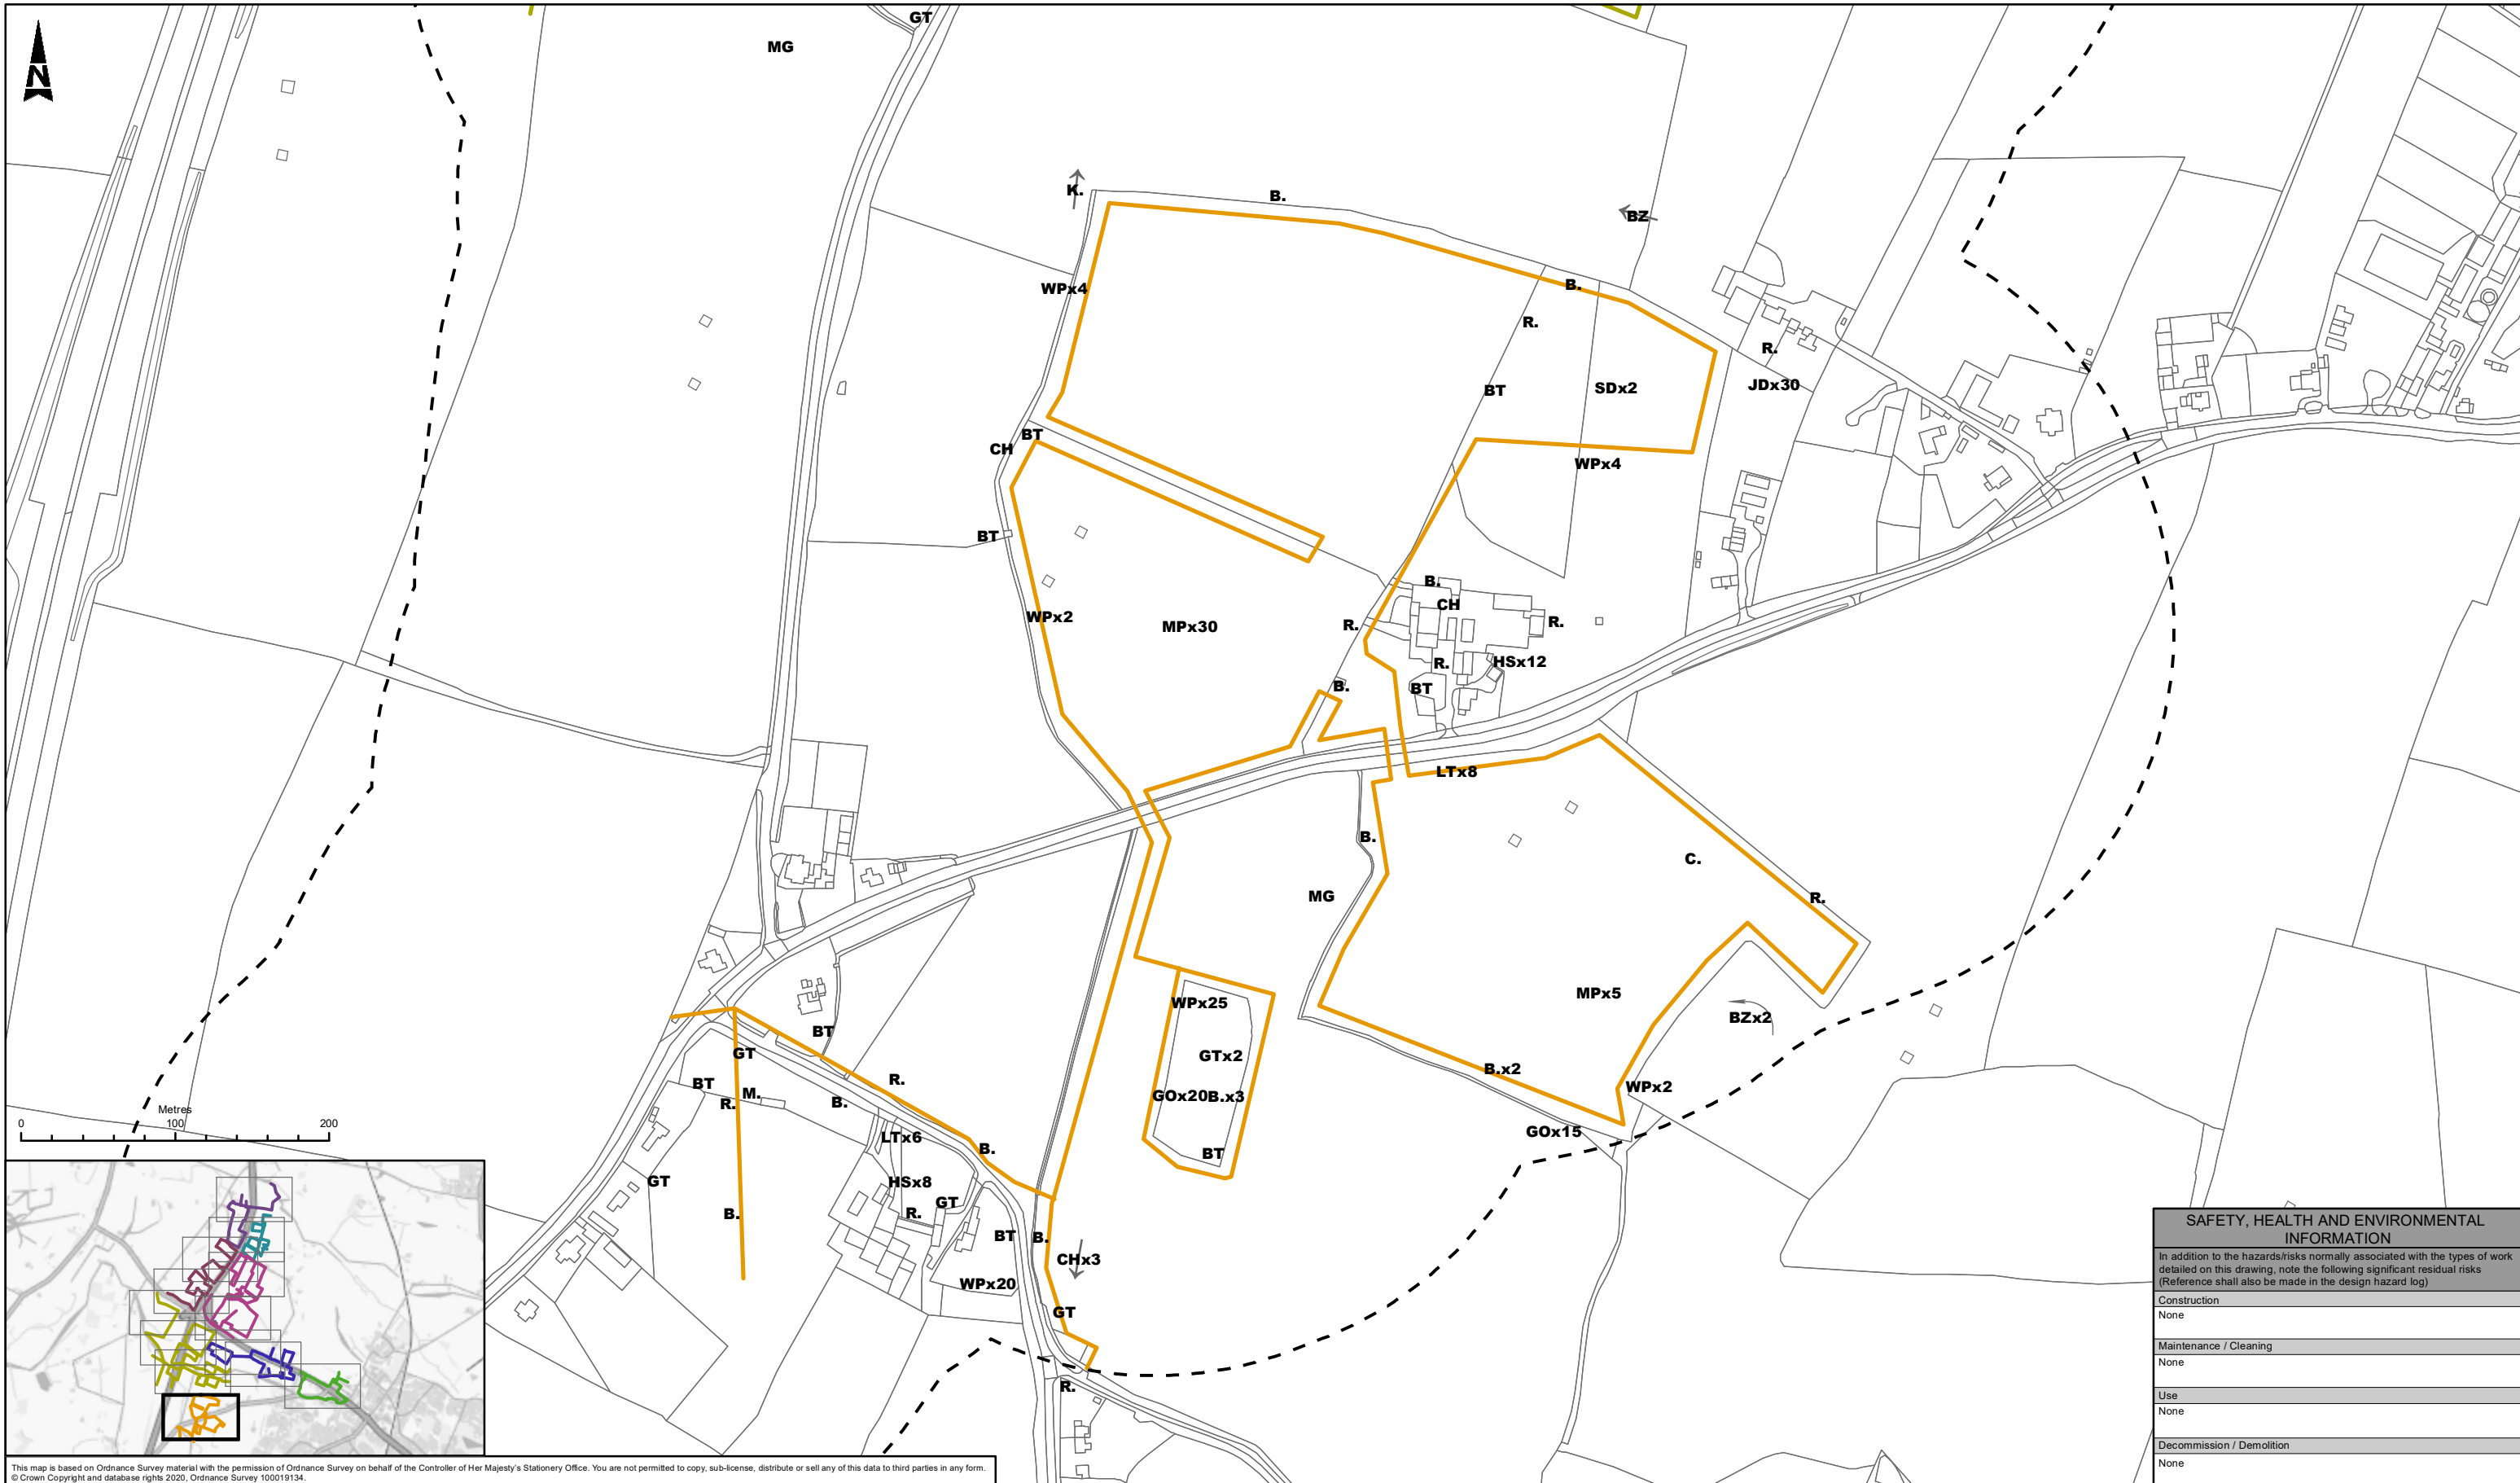 GT
MG
N
K.
B.
BZ
WPx4
B.
R.
R.
BT
SDx2
JDx30
BT
CH
WPx4
BT
B.
CH
WPx2
MPx30
R.
R.
R.
HSx12
B.
BT
LTx8
B.
C.
MG
R.
WPx25
MPx5
BZx2
BT
GT
GTx2
R.
B.x2
BT
M.
R.
B.
GOx20
B.x3
WPx2
Metres
0
100
200
LTx6
B.
GOx15
BT
GT
HSx8
GT
B.
R.
BT
B.
CHx3
WPx20
GT
R.
SAFETY, HEALTH AND ENVIRONMENTAL
INFORMATION
In addition to the hazards/risks normally associated with the types of work
detailed on this drawing, note the following significant residual risks
(Reference shall also be made in the design hazard log)
Construction
None
Maintenance / Cleaning
None
Use
None
Decommission / Demolition
None
This map is based on Ordnance Survey material with the permission of Ordnance Survey on behalf of the Controller of Her Majesty's Stationery Office. You are not permitted to copy, sub-license, distribute or sell any of this data to third parties in any form.
© Crown Copyright and database rights 2020, Ordnance Survey 100019134.